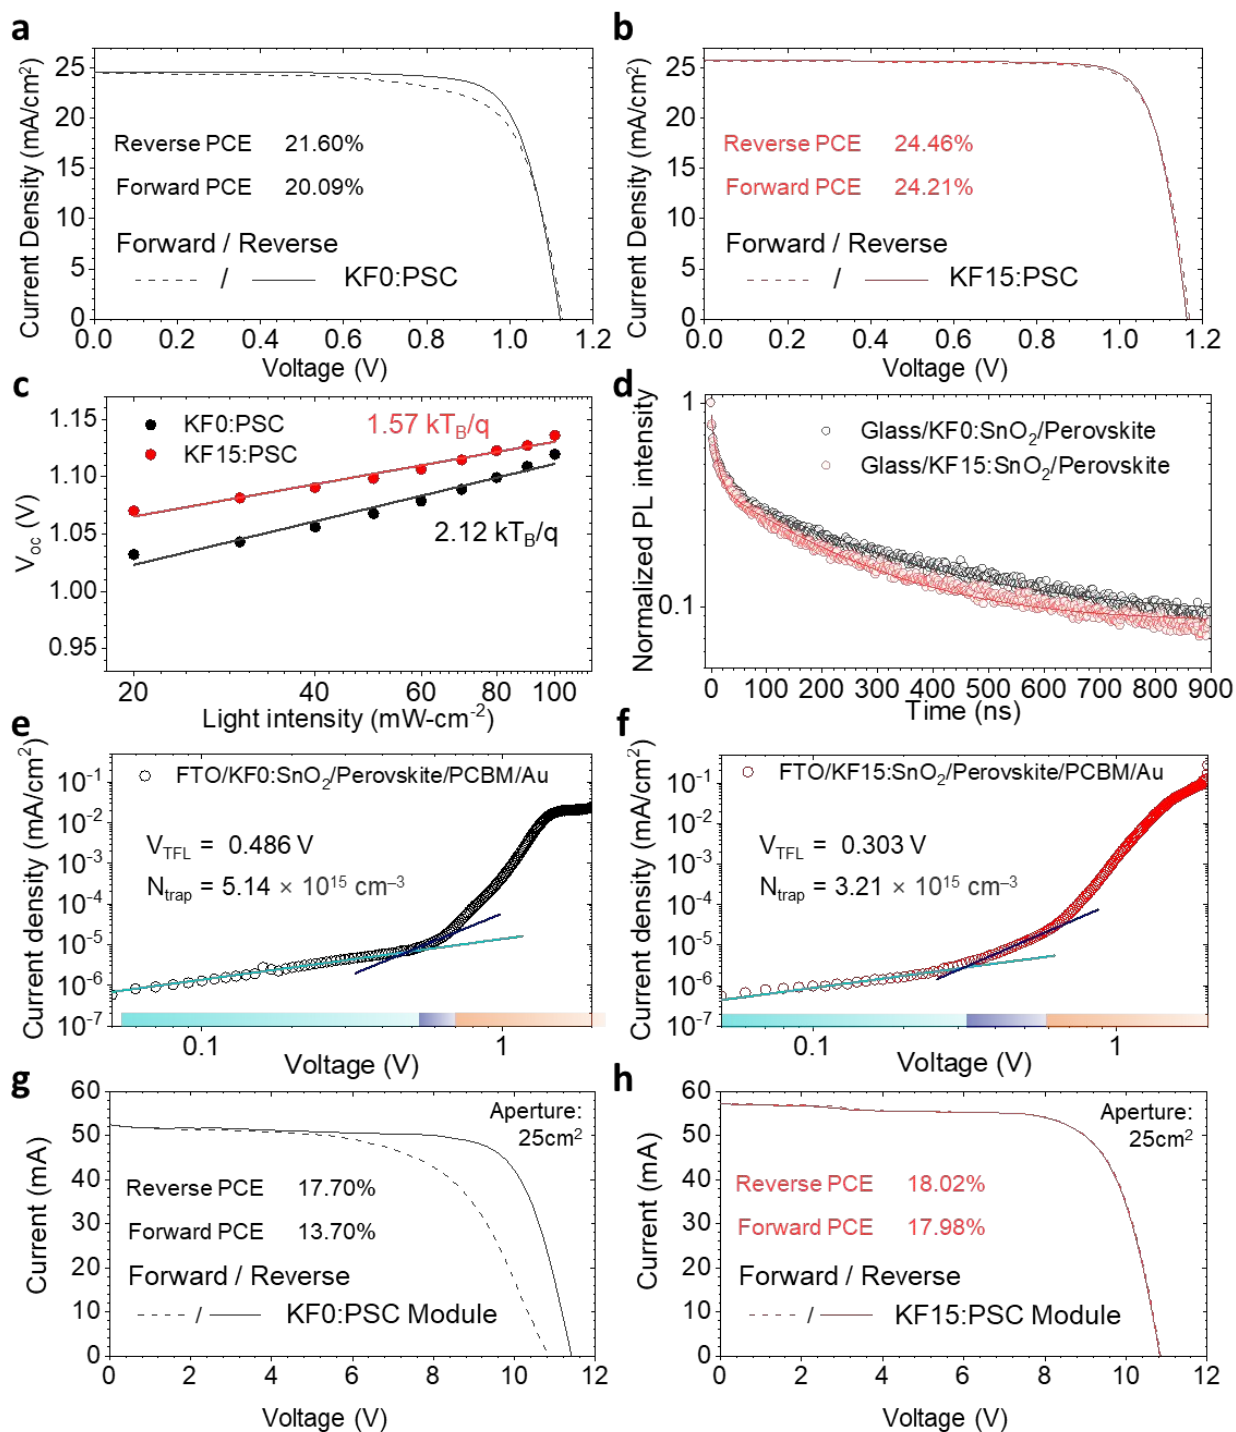 a
Current Density (mA/cm²)
25
20
15
10
5
0
Reverse PCE 21.60%
Forward PCE 20.09%
Forward / Reverse
/ KF0:PSC
0.0 0.2 0.4 0.6 0.8 1.0 1.2
Voltage (V)
b
Current Density (mA/cm²)
25
20
15
10
5
0
Reverse PCE 24.46%
Forward PCE 24.21%
Forward / Reverse
/ KF15:PSC
0.0 0.2 0.4 0.6 0.8 1.0 1.2
Voltage (V)
c
V_oc (V)
1.15
1.10
1.05
1.00
0.95
KF0:PSC
KF15:PSC
1.57 kT_B/q
2.12 kT_B/q
20 40 60 80 100
Light intensity (mW-cm⁻²)
d
Normalized PL intensity
1
0.1
Glass/KF0:SnO₂/Perovskite
Glass/KF15:SnO₂/Perovskite
0 100 200 300 400 500 600 700 800 900
Time (ns)
e
Current density (mA/cm²)
10⁻¹
10⁻²
10⁻³
10⁻⁴
10⁻⁵
10⁻⁶
10⁻⁷
FTO/KF0:SnO₂/Perovskite/PCBM/Au
V_TFL = 0.486 V
N_trap = 5.14 × 10¹⁵ cm⁻³
0.1 1
Voltage (V)
f
Current density (mA/cm²)
10⁻¹
10⁻²
10⁻³
10⁻⁴
10⁻⁵
10⁻⁶
10⁻⁷
FTO/KF15:SnO₂/Perovskite/PCBM/Au
V_TFL = 0.303 V
N_trap = 3.21 × 10¹⁵ cm⁻³
0.1 1
Voltage (V)
g
Current (mA)
60
50
40
30
20
10
0
Aperture:
25cm²
Reverse PCE 17.70%
Forward PCE 13.70%
Forward / Reverse
/ KF0:PSC Module
0 2 4 6 8 10 12
Voltage (V)
h
Current (mA)
60
50
40
30
20
10
0
Aperture:
25cm²
Reverse PCE 18.02%
Forward PCE 17.98%
Forward / Reverse
/ KF15:PSC Module
0 2 4 6 8 10 12
Voltage (V)